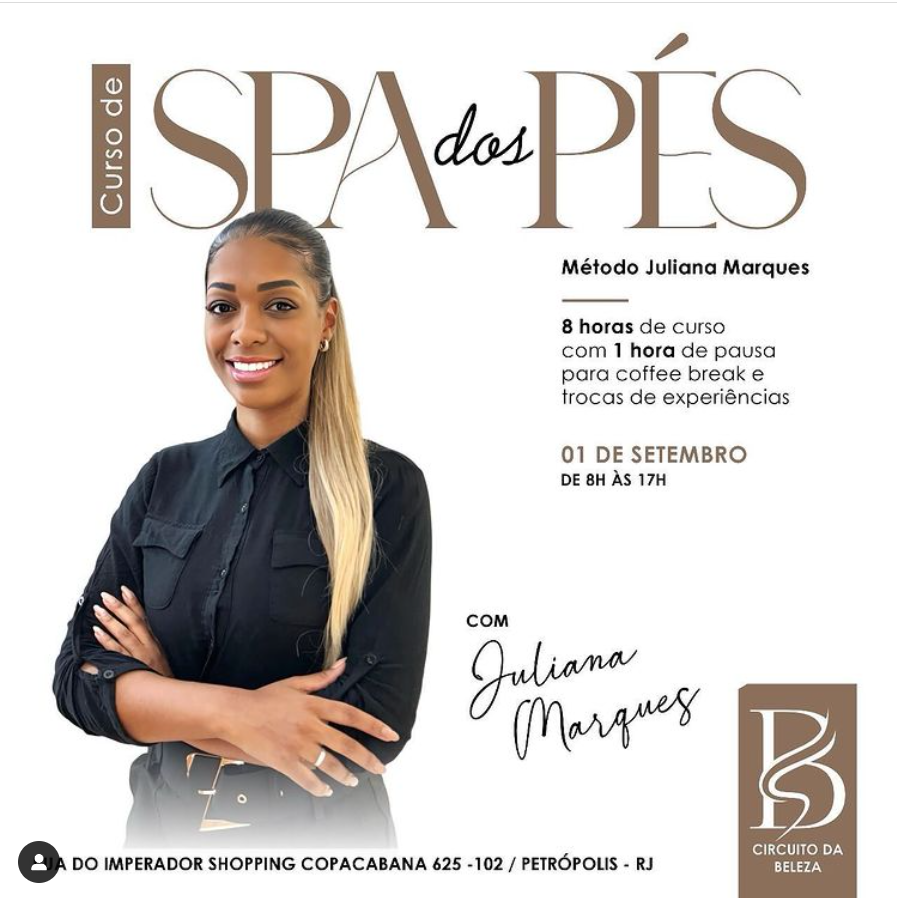 Curso de
SPA dos PÉS
Método Juliana Marques
8 horas de curso
com 1 hora de pausa
para coffee break e
trocas de experiências
01 DE SETEMBRO
DE 8H ÀS 17H
COM
Juliana
Marques
CIRCUITO DA
BELEZA
DO IMPERADOR SHOPPING COPACABANA 625 -102 / PETRÓPOLIS - RJ